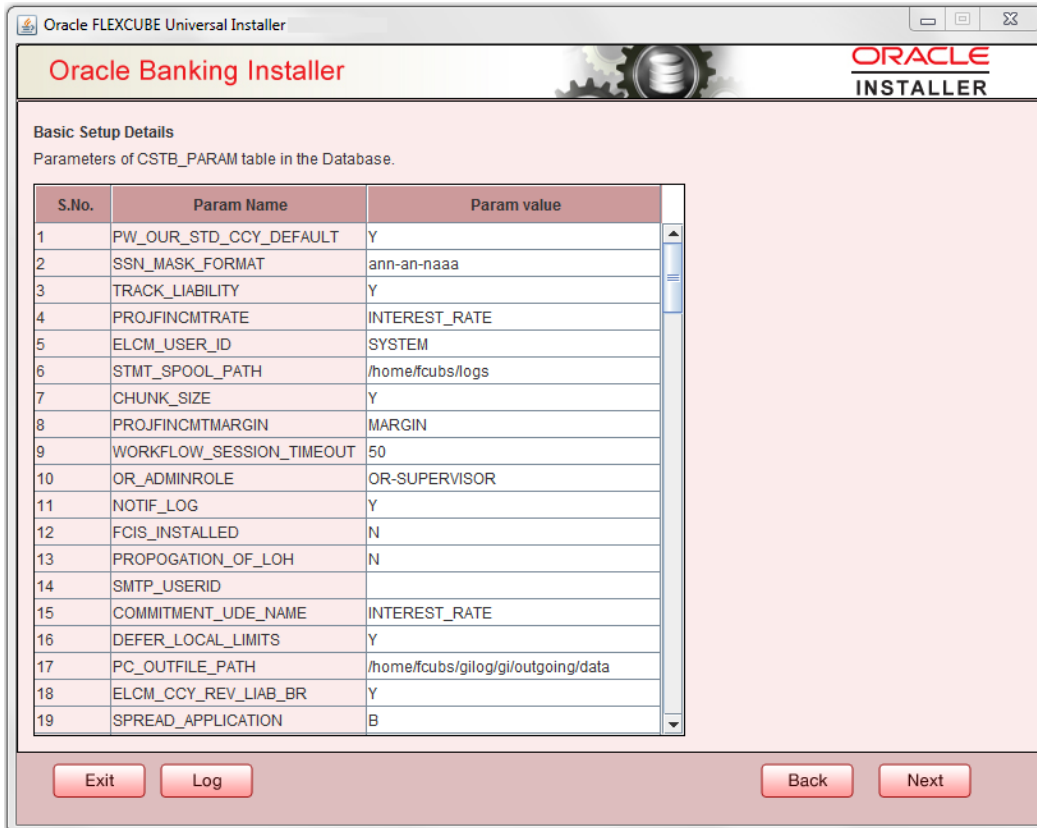 Oracle FLEXCUBE Universal Installer
Oracle Banking Installer
ORACLE
INSTALLER
Basic Setup Details
Parameters of CSTB_PARAM table in the Database.
S.No. Param Name Param value
1 PW_OUR_STD_CCY_DEFAULT Y
2 SSN_MASK_FORMAT ann-an-naaa
3 TRACK_LIABILITY Y
4 PROJFINCMTRATE INTEREST_RATE
5 ELCM_USER_ID SYSTEM
6 STMT_SPOOL_PATH /home/fcubs/logs
7 CHUNK_SIZE Y
8 PROJFINCMTMARGIN MARGIN
9 WORKFLOW_SESSION_TIMEOUT 50
10 OR_ADMINROLE OR-SUPERVISOR
11 NOTIF_LOG Y
12 FCIS_INSTALLED N
13 PROPOGATION_OF_LOH N
14 SMTP_USERID
15 COMMITMENT_UDE_NAME INTEREST_RATE
16 DEFER_LOCAL_LIMITS Y
17 PC_OUTFILE_PATH /home/fcubs/gilog/gi/outgoing/data
18 ELCM_CCY_REV_LIAB_BR Y
19 SPREAD_APPLICATION B
Exit Log Back Next